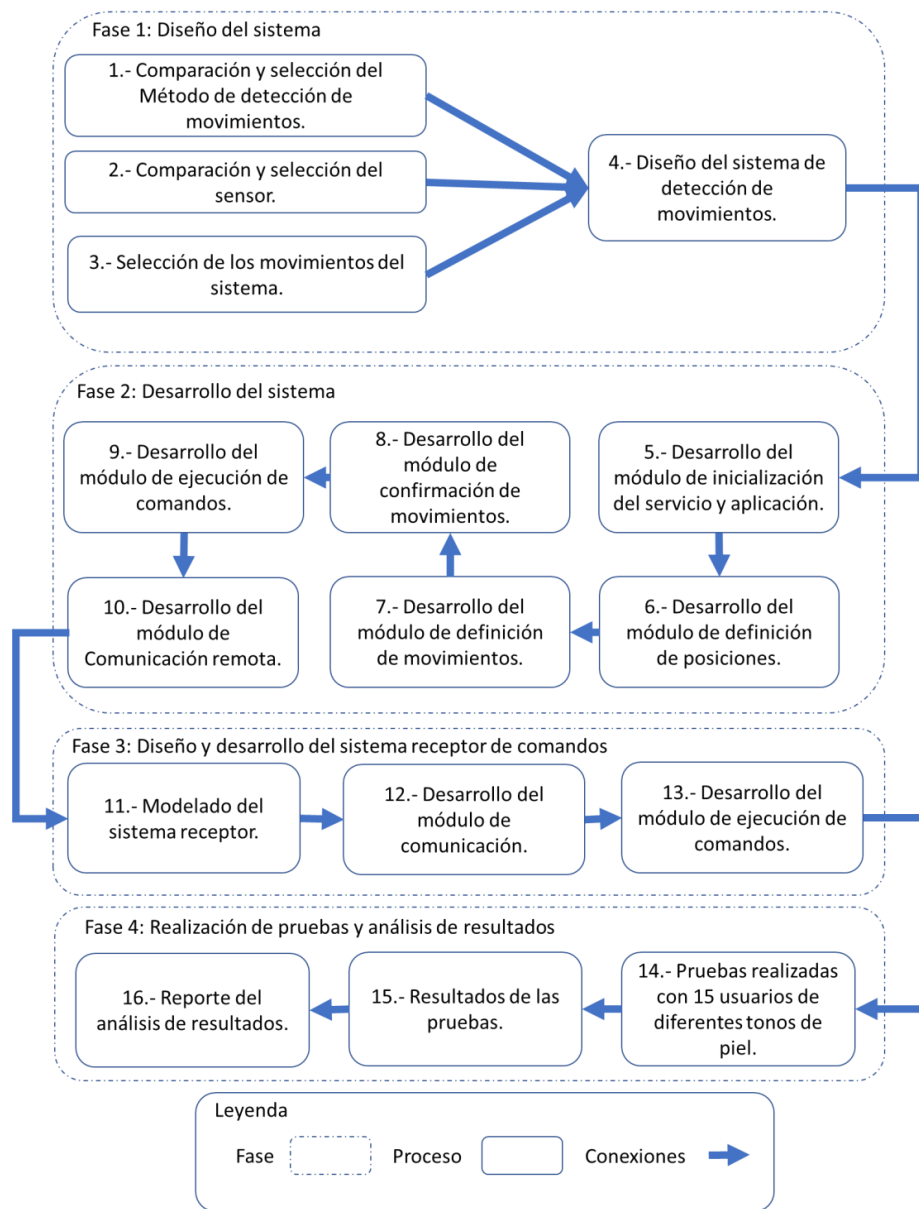 Fase 1: Diseño del sistema
1.- Comparación y selección del
Método de detección de
movimientos.
2.- Comparación y selección del
sensor.
3.- Selección de los movimientos del
sistema.
4.- Diseño del sistema de
detección de
movimientos.
Fase 2: Desarrollo del sistema
5.- Desarrollo del
módulo de inicialización
del servicio y aplicación.
6.- Desarrollo del
módulo de definición
de posiciones.
7.- Desarrollo del
módulo de definición
de movimientos.
8.- Desarrollo del
módulo de
confirmación de
movimientos.
9.- Desarrollo del
módulo de ejecución de
comandos.
10.- Desarrollo del
módulo de
Comunicación remota.
Fase 3: Diseño y desarrollo del sistema receptor de comandos
11.- Modelado del
sistema receptor.
12.- Desarrollo del
módulo de
comunicación.
13.- Desarrollo del
módulo de ejecución de
comandos.
Fase 4: Realización de pruebas y análisis de resultados
14.- Pruebas realizadas
con 15 usuarios de
diferentes tonos de
piel.
15.- Resultados de las
pruebas.
16.- Reporte del
análisis de resultados.
Leyenda
Fase
Proceso
Conexiones